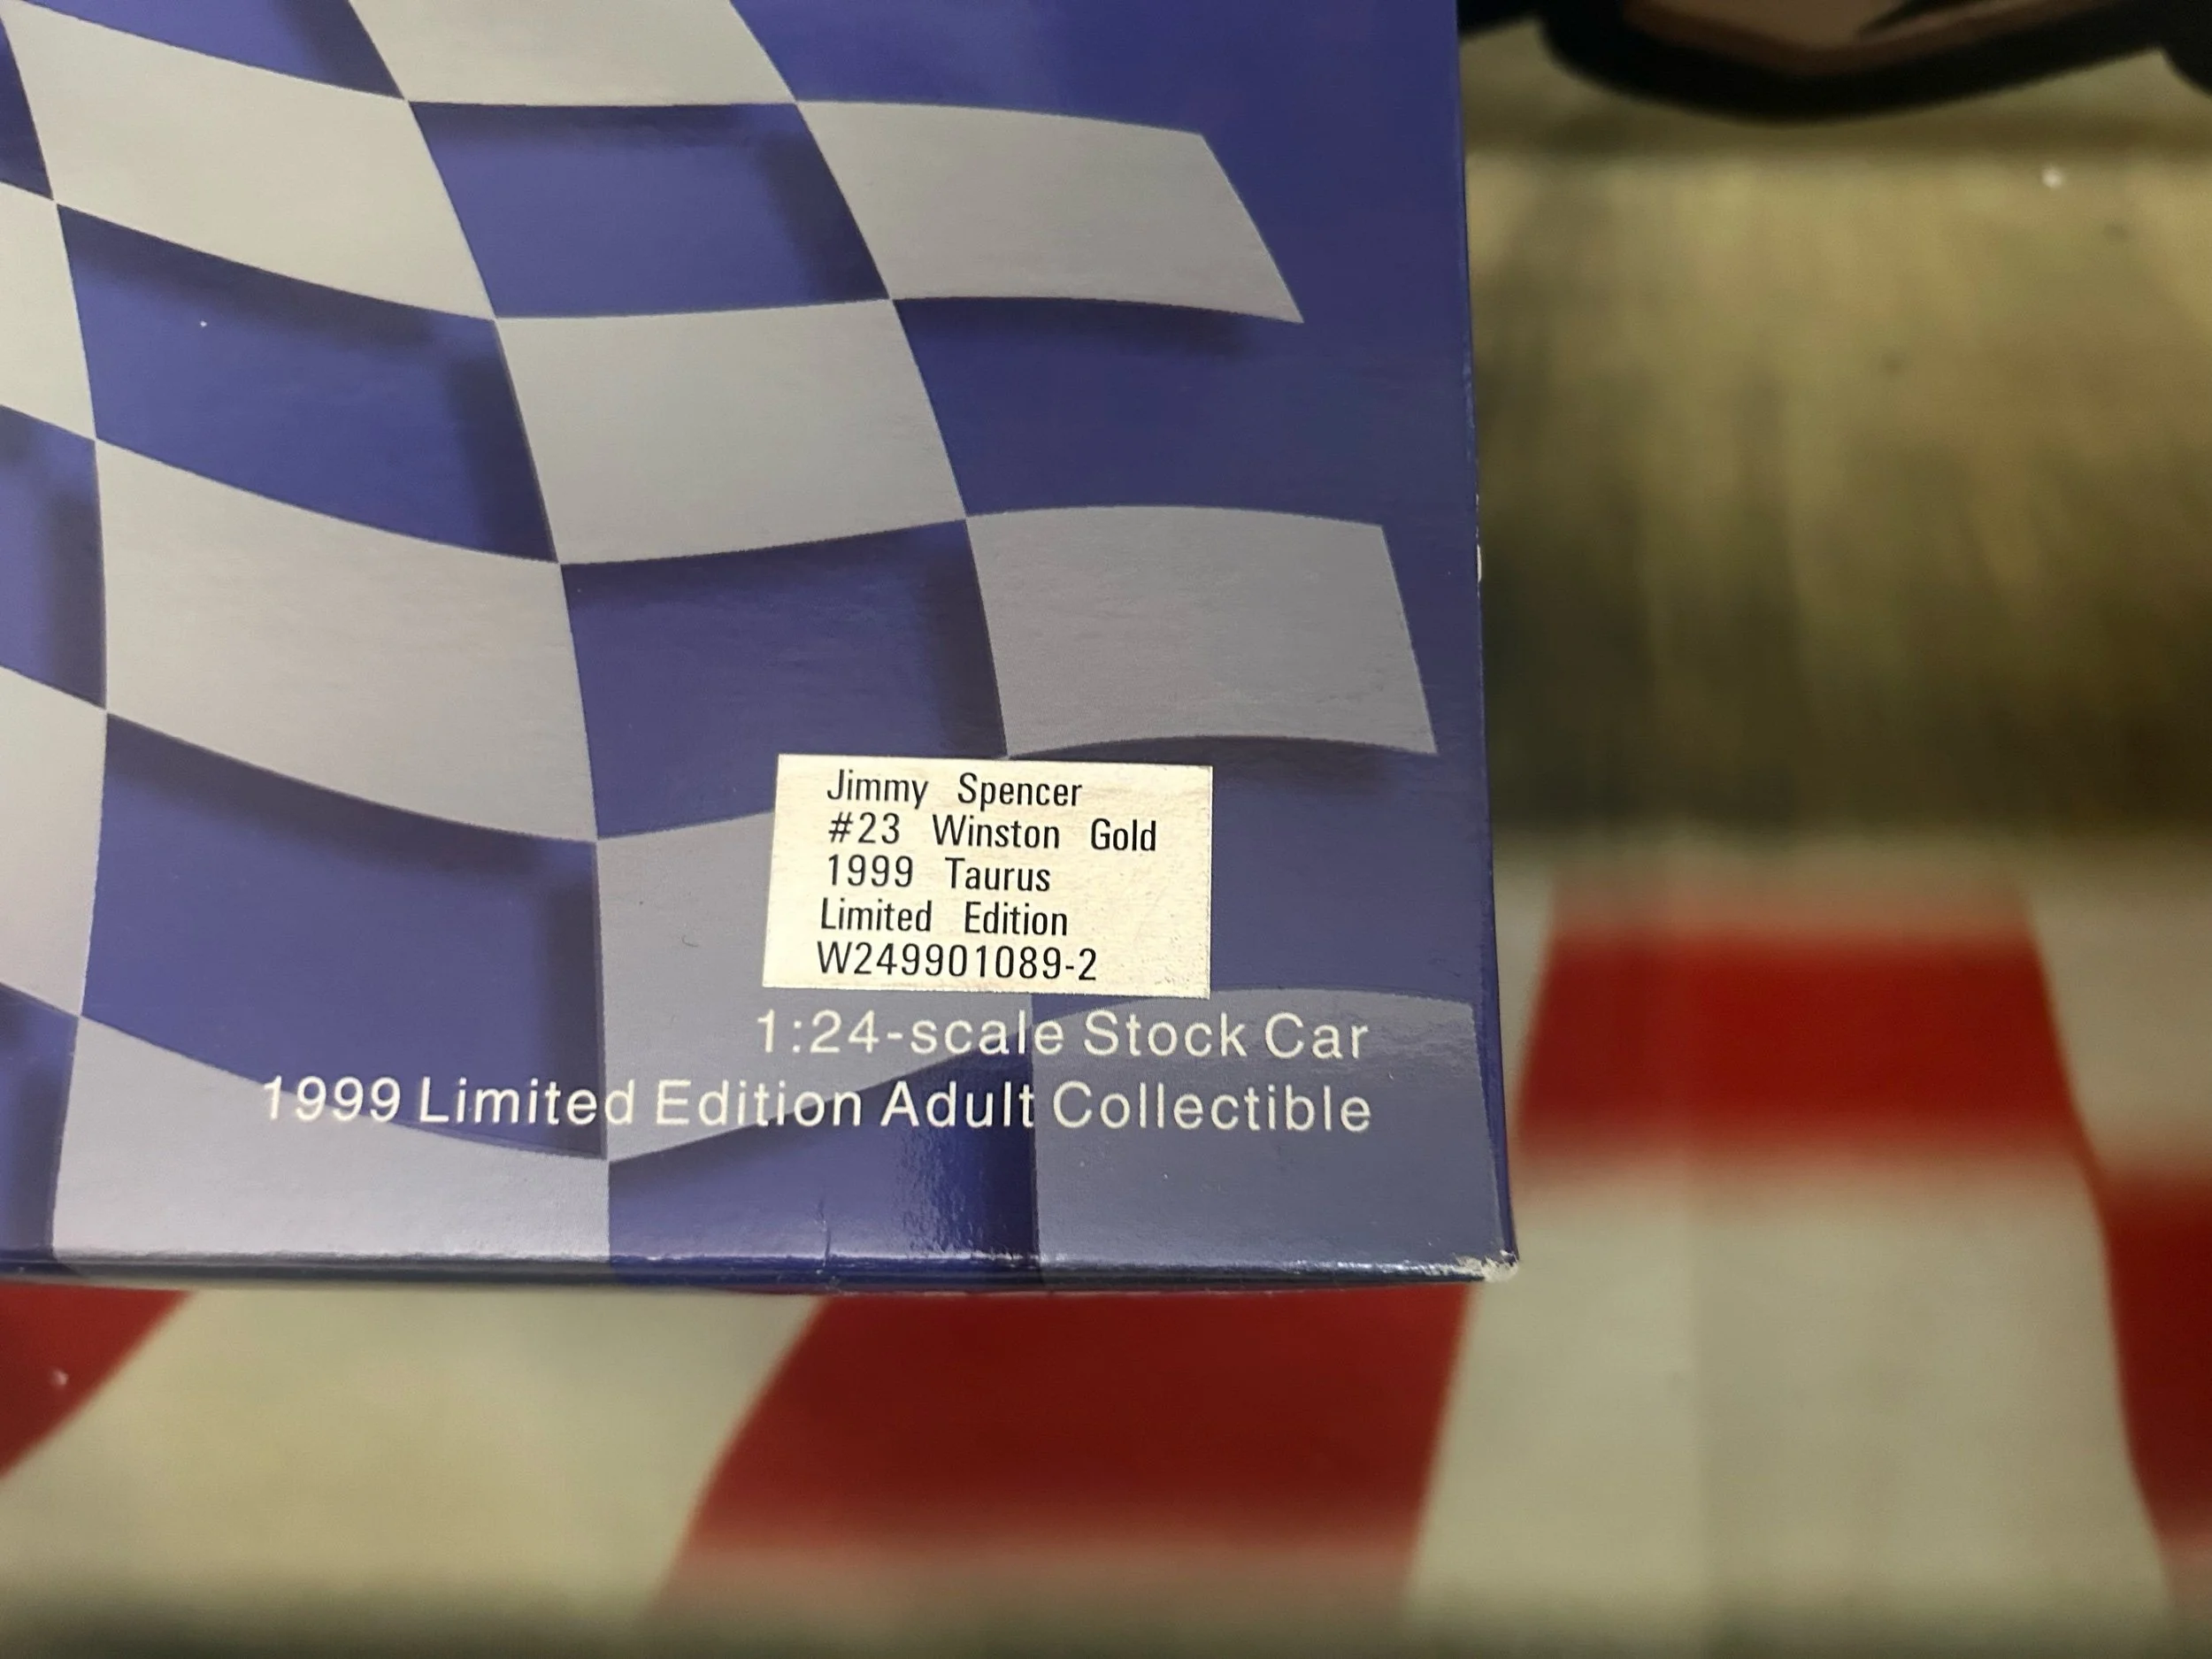 Jimmy Spencer
#23 Winston Gold
1999 Taurus
Limited Edition
W249901089-2
1:24-scale Stock Car
1999 Limited Edition Adult Collectible